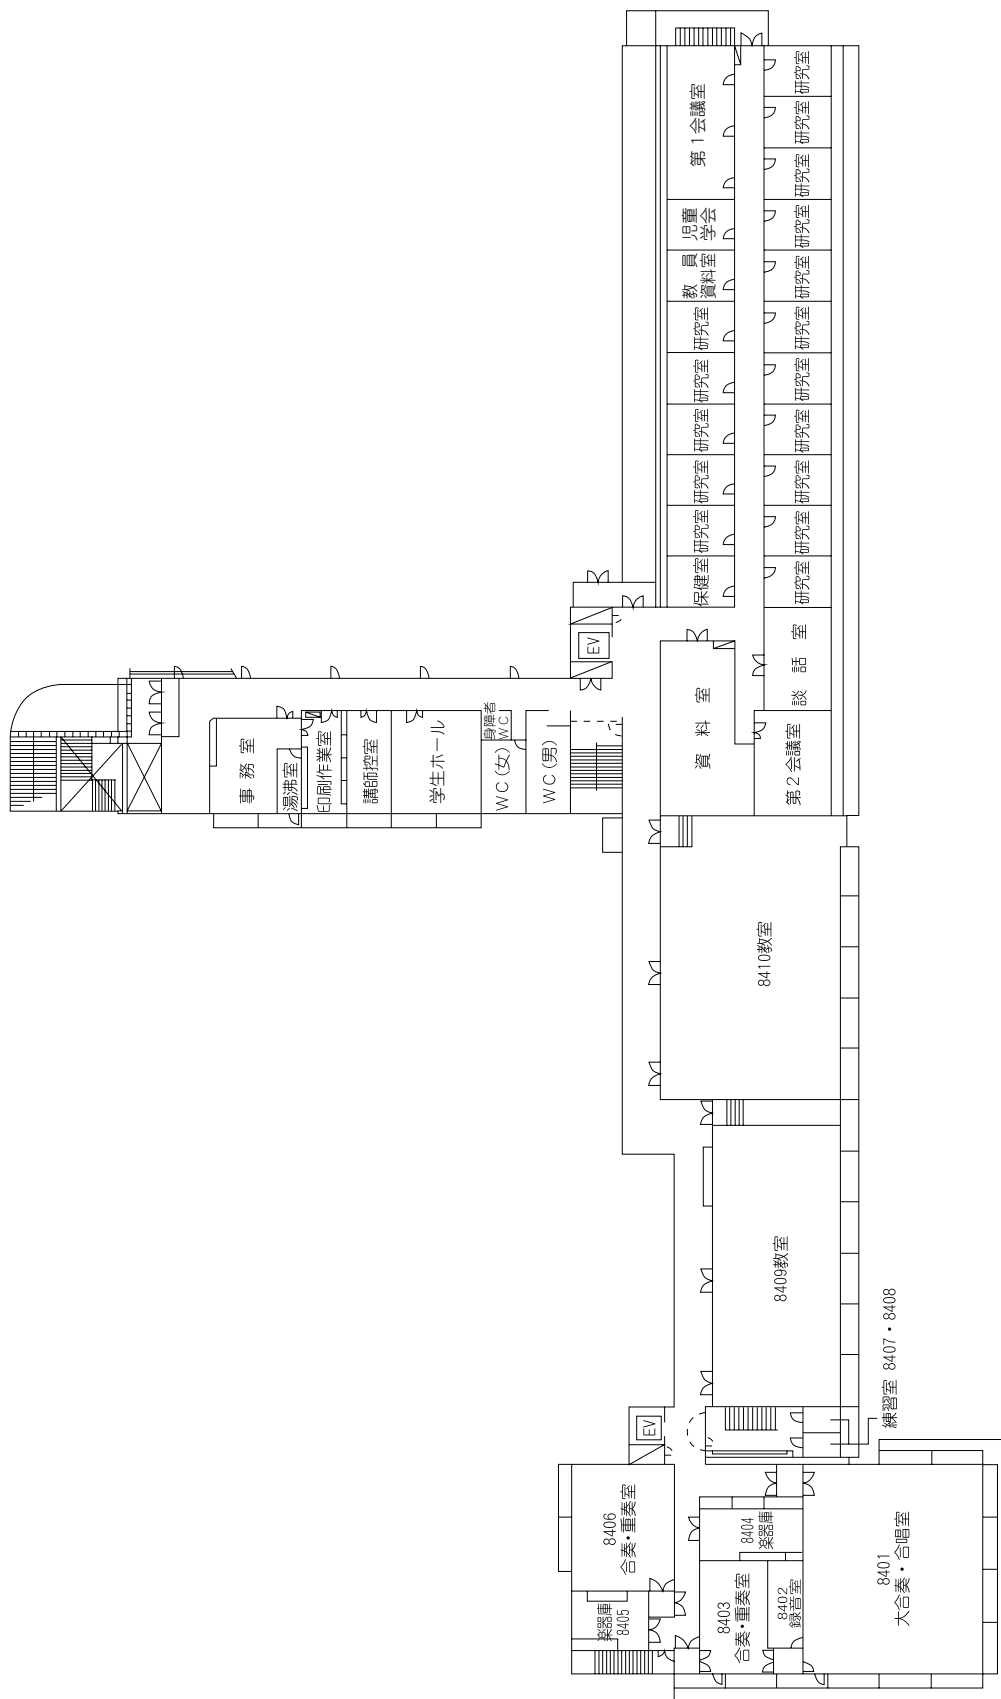 研究室
研究室
研究室
研究室
研究室
研究室
研究室
研究室
研究室
研究室
研究室
談話室
第2会議室
第1会議室
児童
学会
教員
資料室
研究室
研究室
研究室
研究室
研究室
保健室
資料室
EV
事務室
湯沸室
印刷作業室
講師控室
学生ホール
身障者
WC
WC(女)
WC(男)
8410教室
8409教室
練習室 8407・8408
EV
8406
合奏・重奏室
楽器庫
8405
8404
楽器庫
8403
合奏・重奏室
8402
録音室
8401
大合奏・合唱室